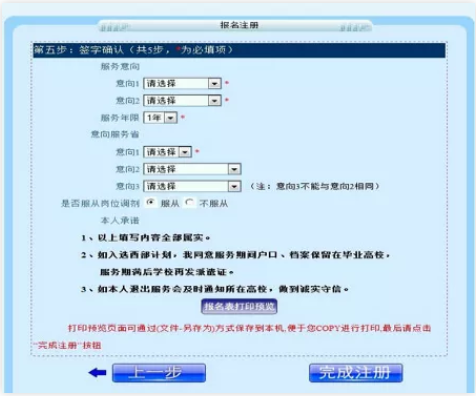 报名注册
第五步：签字确认（共5步，*为必填项）
服务意向
意向1 请选择 *
意向2 请选择 *
服务年限 1年 *
意向服务省
意向1 请选择 *
意向2 请选择
意向3 请选择 （注：意向3不能与意向2相同）
是否服从岗位调剂 服从 不服从
本人承诺
1、以上填写内容全部属实。
2、如入选西部计划，我同意服务期间户口、档案保留在毕业高校，
服务期满后学校再发派遣证。
3、如本人退出服务会及时通知所在高校，做到诚实守信。
报名表打印预览
打印预览页面可通过(文件-另存为)方式保存到本机,便于您COPY进行打印,最后请点击
"完成注册"按钮
上一步 完成注册